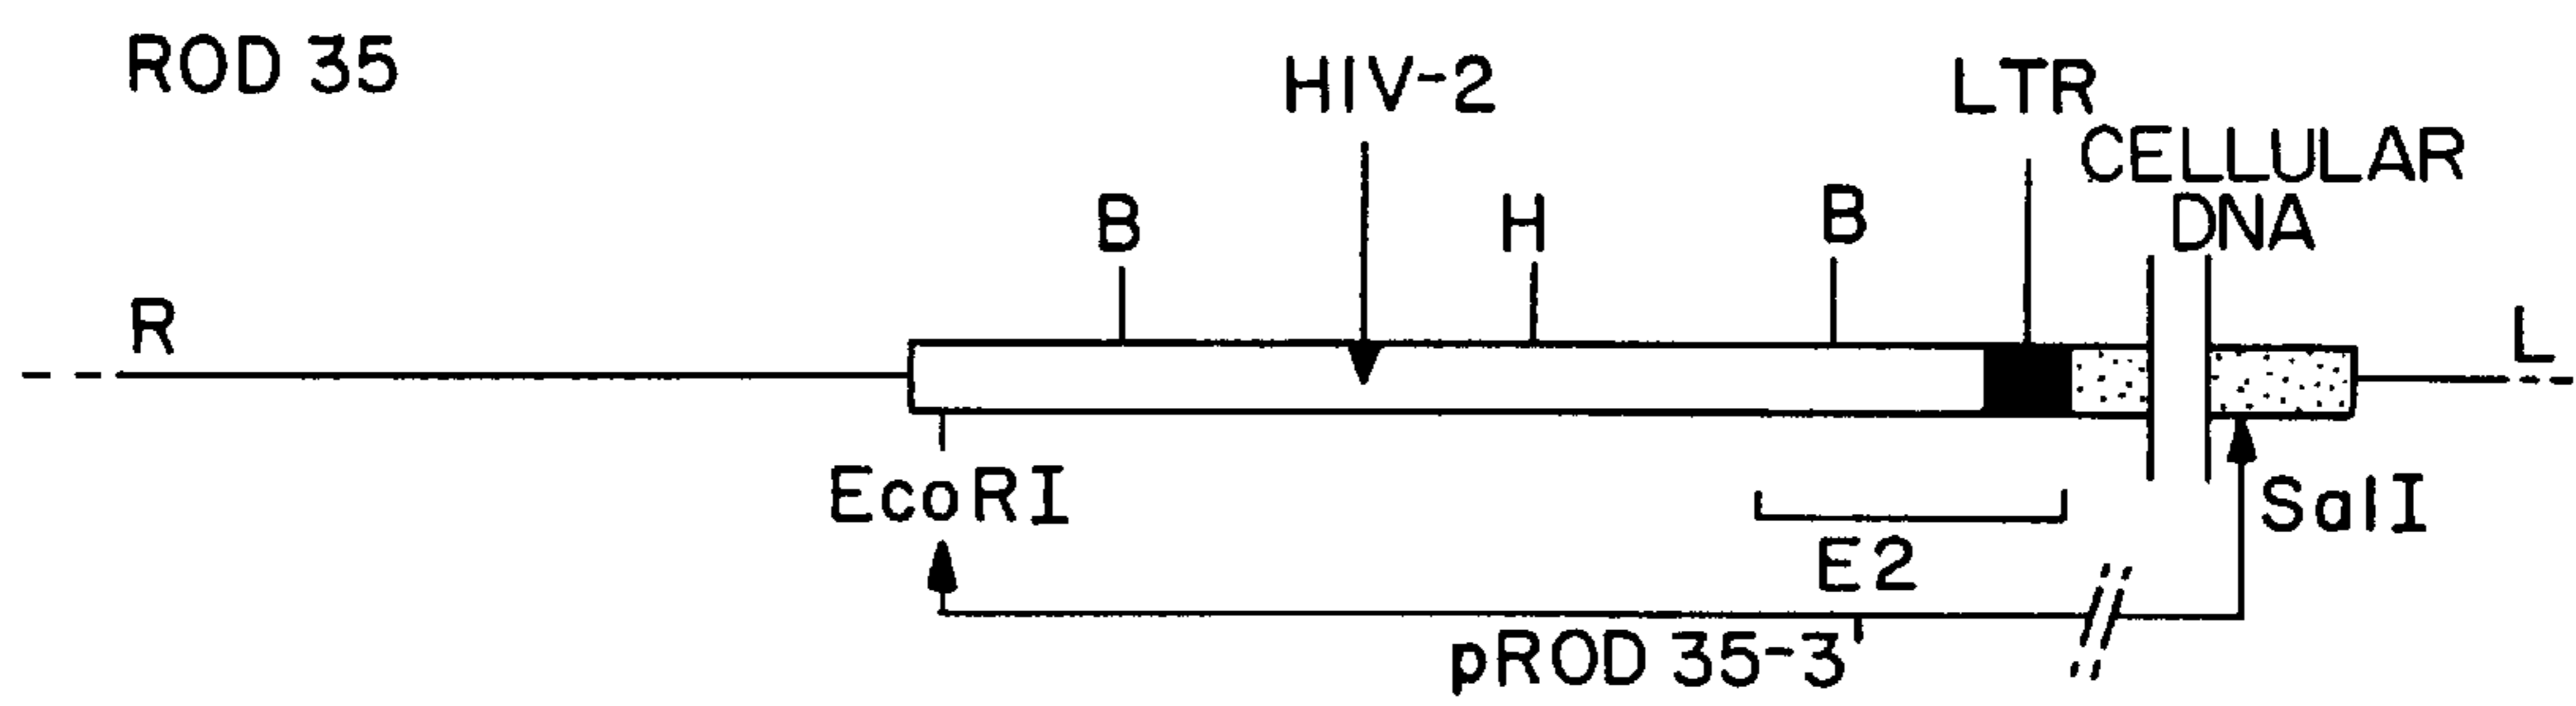 ROD 35
HIV-2
LTR
CELLULAR
DNA
B
H
B
R
L
EcoRI
SalI
E2
pROD 35-3'